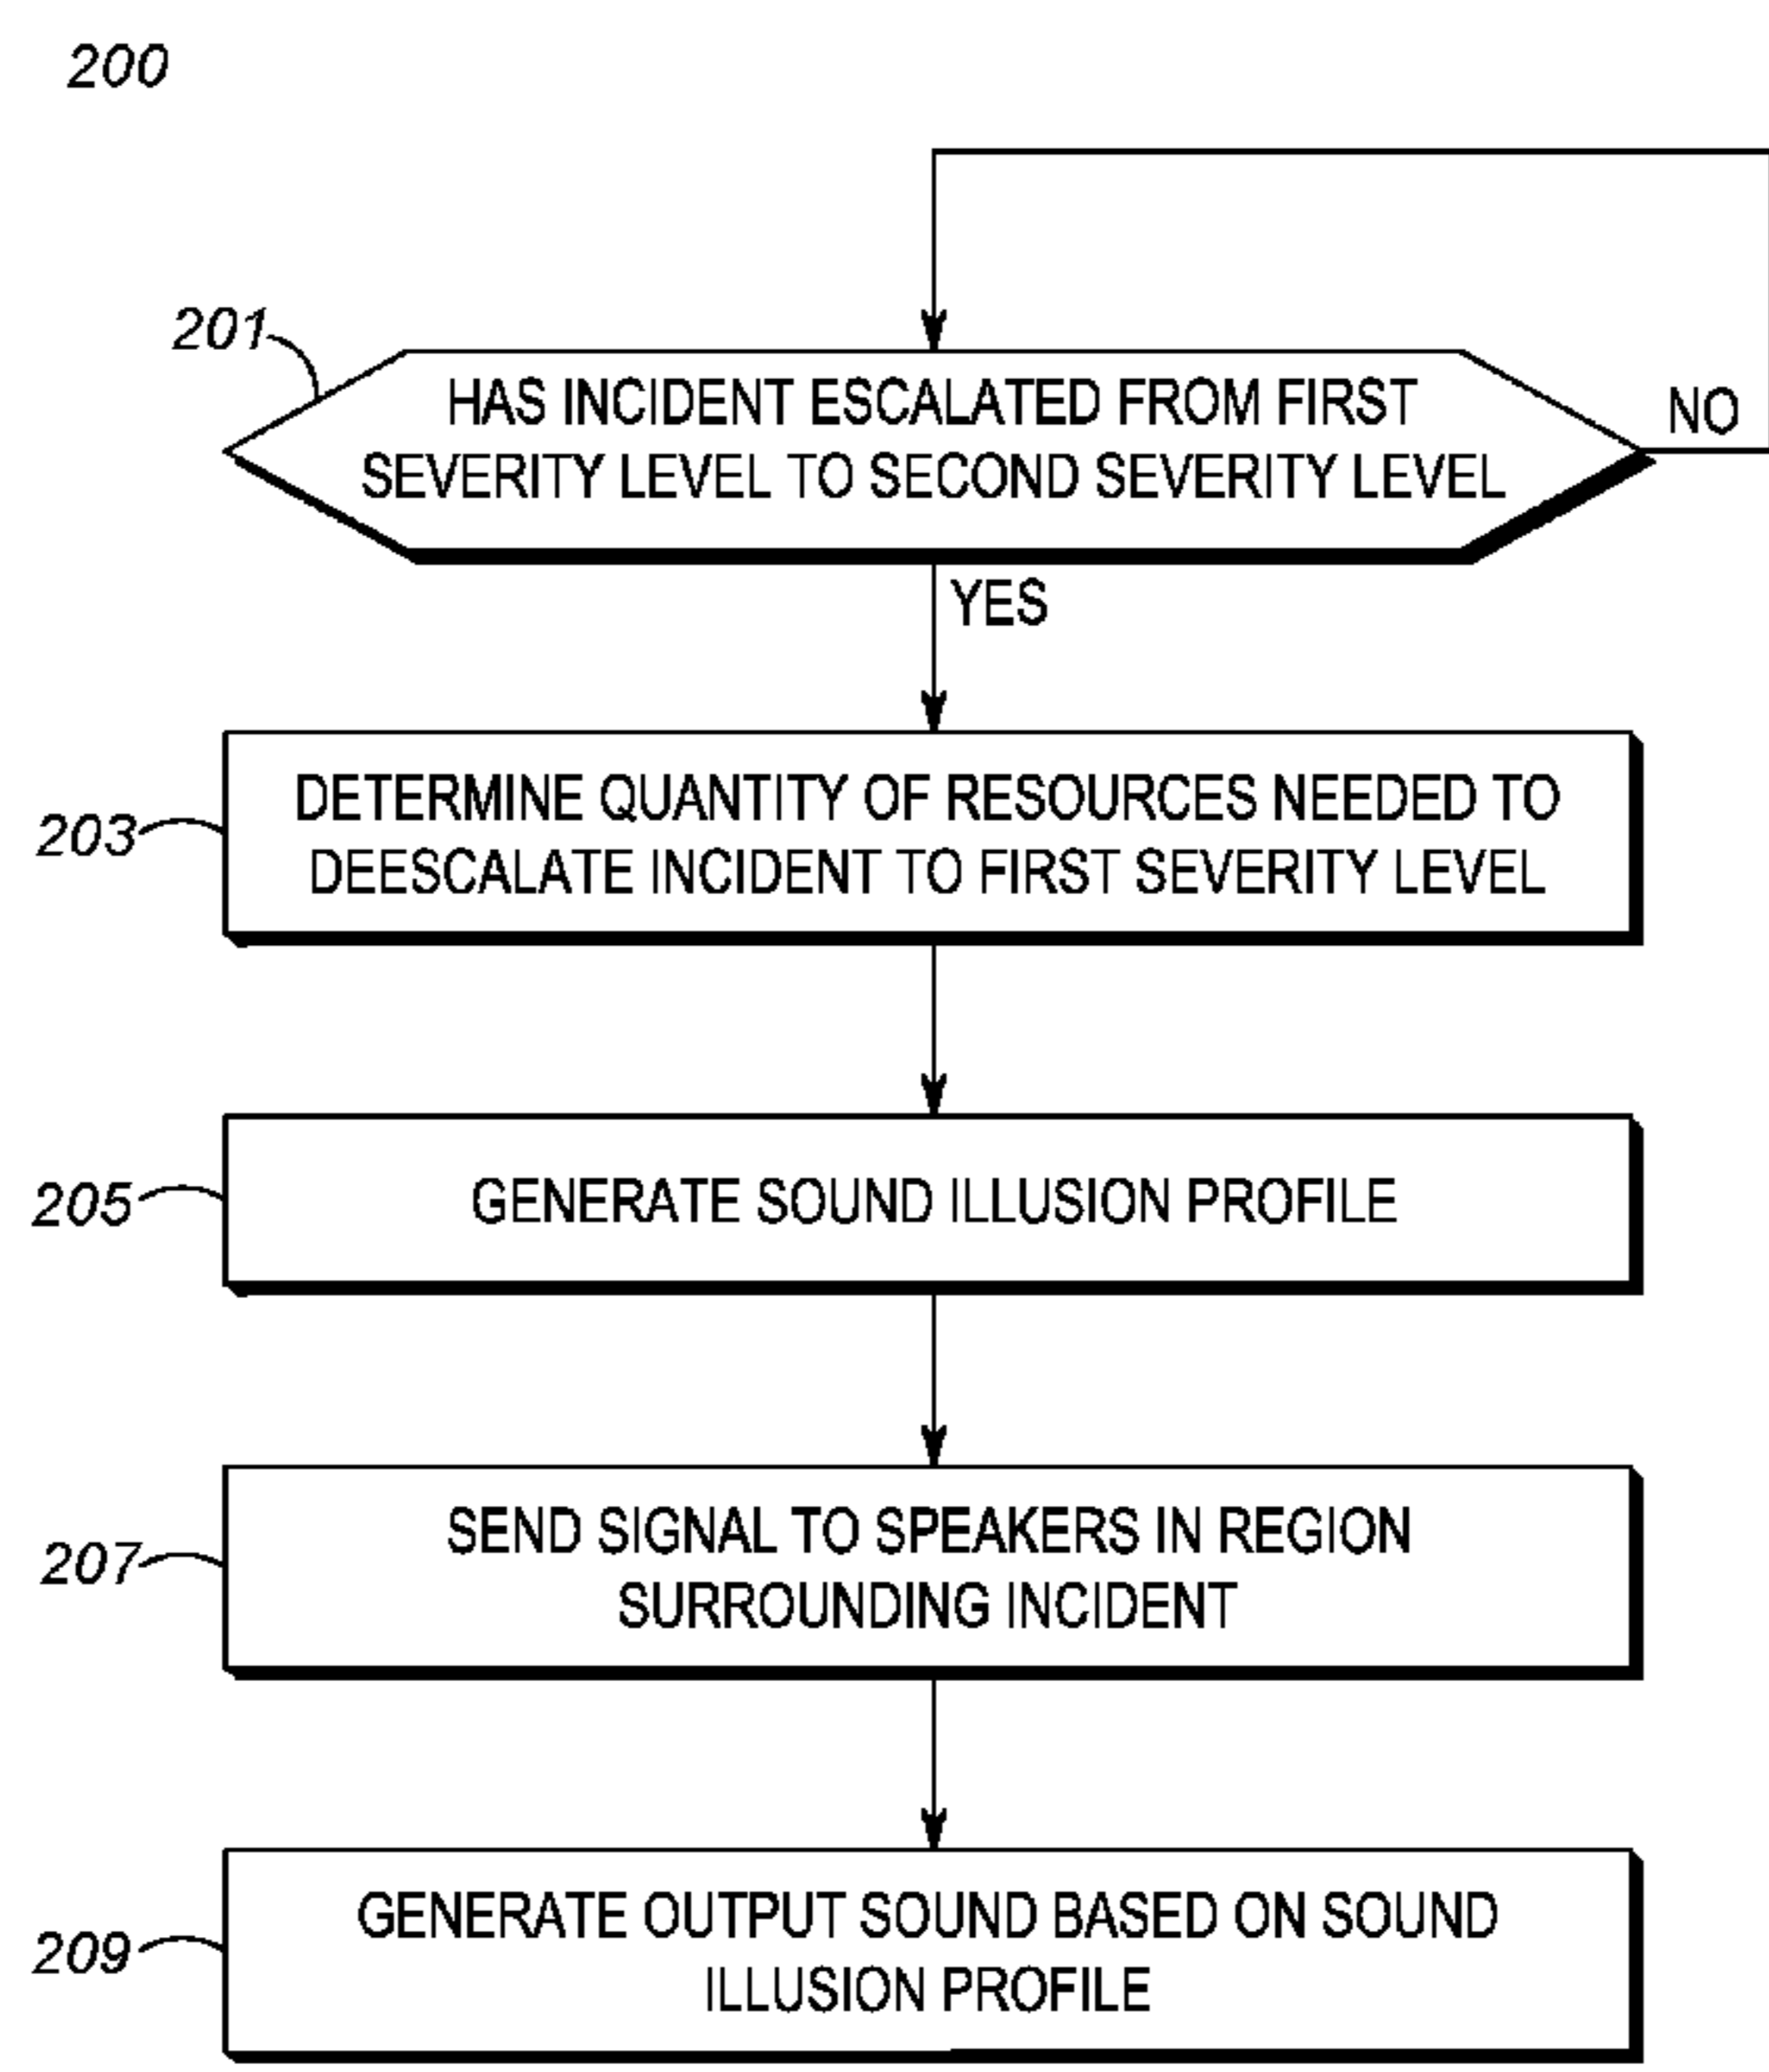 200
201
HAS INCIDENT ESCALATED FROM FIRST
SEVERITY LEVEL TO SECOND SEVERITY LEVEL
NO
YES
203
DETERMINE QUANTITY OF RESOURCES NEEDED TO
DEESCALATE INCIDENT TO FIRST SEVERITY LEVEL
205
GENERATE SOUND ILLUSION PROFILE
207
SEND SIGNAL TO SPEAKERS IN REGION
SURROUNDING INCIDENT
209
GENERATE OUTPUT SOUND BASED ON SOUND
ILLUSION PROFILE